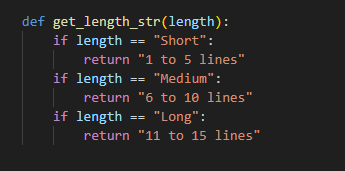 def get_length_str(length):
    if length == "Short":
        return "1 to 5 lines"
    if length == "Medium":
        return "6 to 10 lines"
    if length == "Long":
        return "11 to 15 lines"